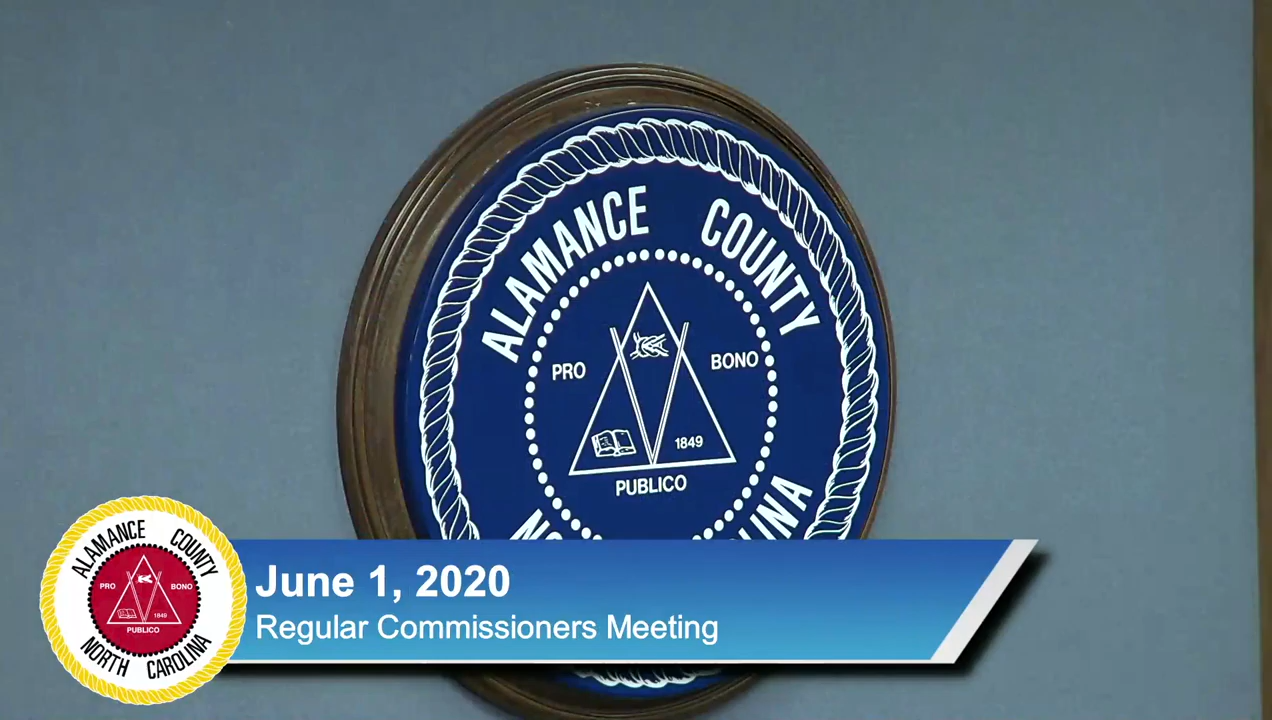 ALAMANCE COUNTY
PRO BONO
1849
PUBLICO
June 1, 2020
Regular Commissioners Meeting
ALAMANCE COUNTY
PRO BONO
1849
PUBLICO
NORTH CAROLINA